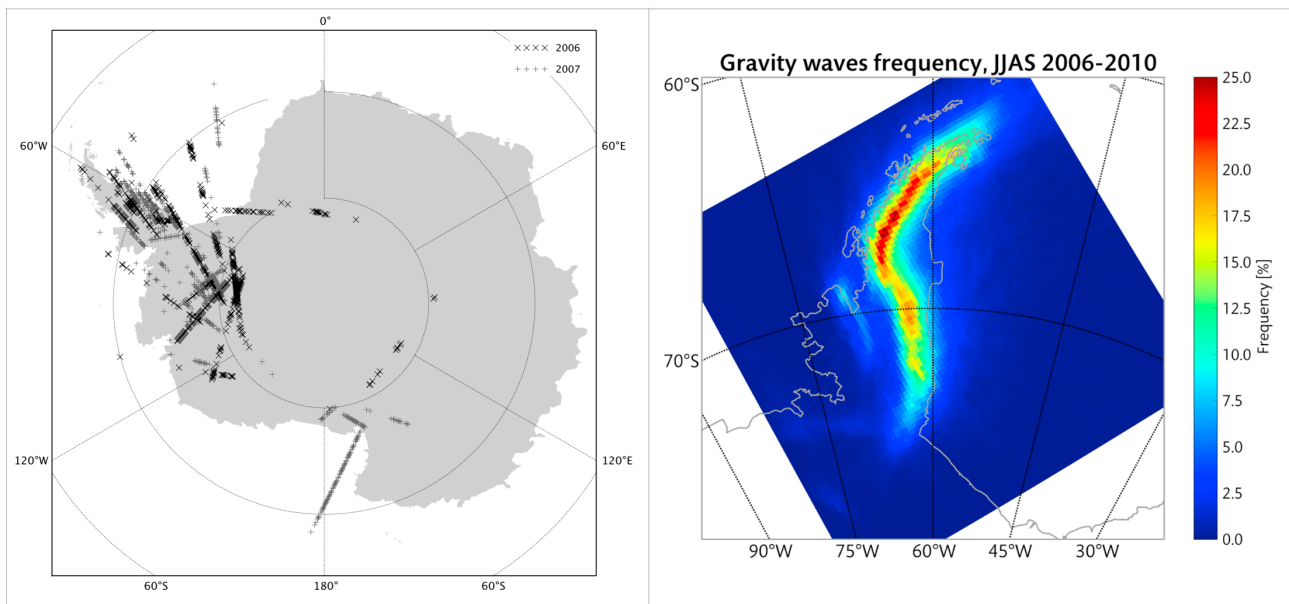 0°
×××× 2006
++++ 2007
60°W
60°E
120°W
120°E
60°S
180°
60°S
Gravity waves frequency, JJAS 2006-2010
60°S
70°S
90°W
75°W
60°W
45°W
30°W
25.0
22.5
20.0
17.5
15.0
12.5
10.0
7.5
5.0
2.5
0.0
Frequency [%]